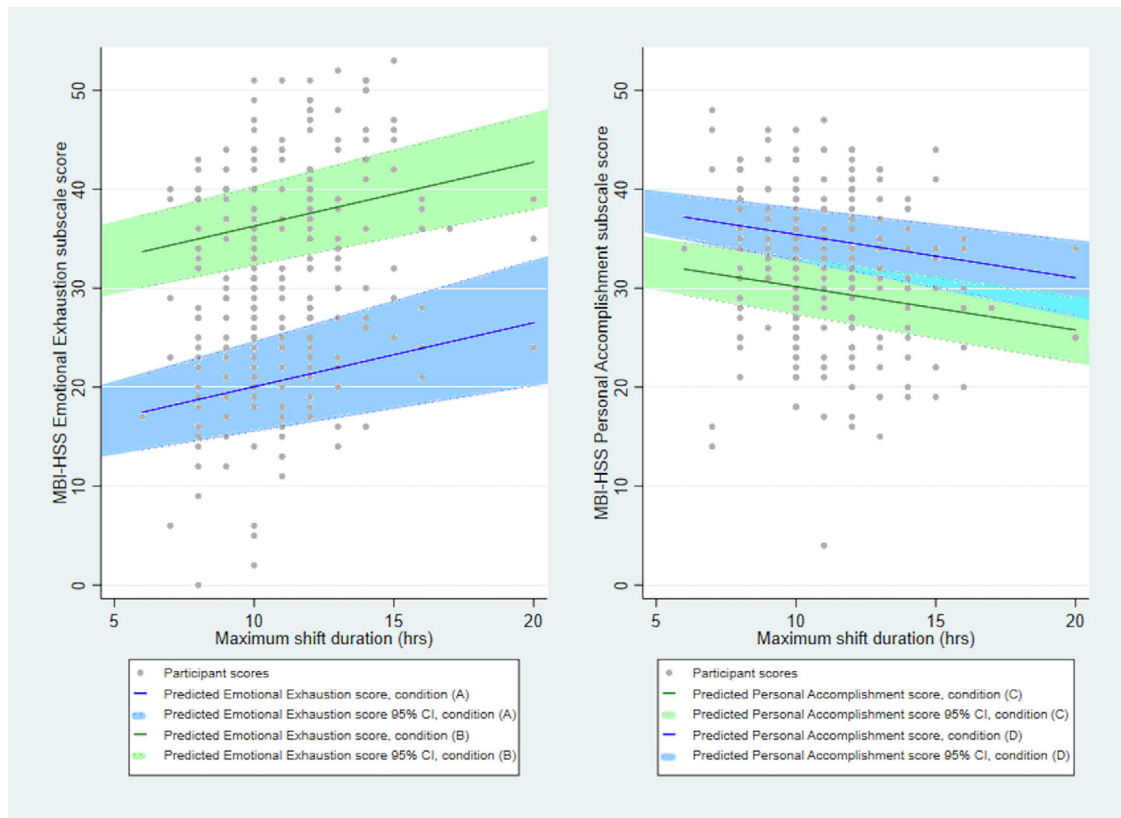 MBI-HSS Emotional Exhaustion subscale score
50
40
30
20
10
0
5
10
15
20
Maximum shift duration (hrs)
Participant scores
Predicted Emotional Exhaustion score, condition (A)
Predicted Emotional Exhaustion score 95% CI, condition (A)
Predicted Emotional Exhaustion score, condition (B)
Predicted Emotional Exhaustion score 95% CI, condition (B)
MBI-HSS Personal Accomplishment subscale score
50
40
30
20
10
0
5
10
15
20
Maximum shift duration (hrs)
Participant scores
Predicted Personal Accomplishment score, condition (C)
Predicted Personal Accomplishment score 95% CI, condition (C)
Predicted Personal Accomplishment score, condition (D)
Predicted Personal Accomplishment score 95% CI, condition (D)